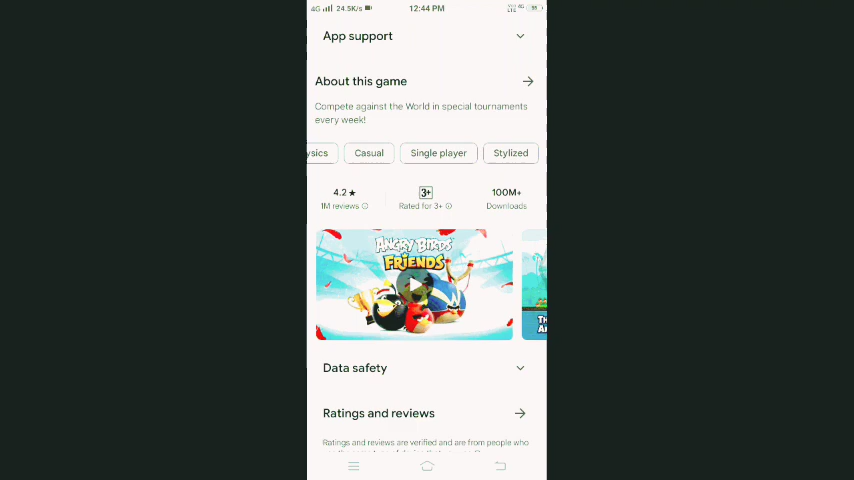 4G 24.5K/s 12:44 PM
App support
About this game
Compete against the World in special tournaments
every week!
ysics Casual Single player Stylized
4.2★ 3+ 100M+
1M reviews Rated for 3+ Downloads
ANGRY BIRDS
FRIENDS
Data safety
Ratings and reviews
Ratings and reviews are verified and are from people who